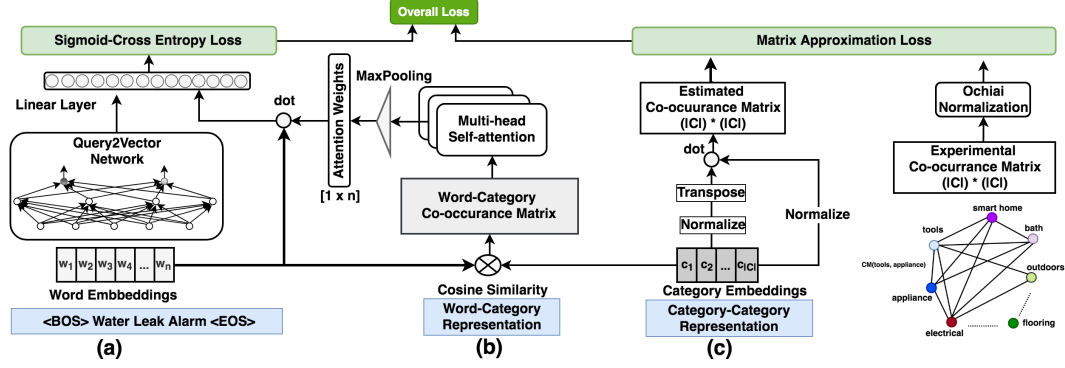 Overall Loss
Sigmoid-Cross Entropy Loss
Matrix Approximation Loss
Linear Layer
dot
Attention Weights
[1 x n]
MaxPooling
Multi-head
Self-attention
Query2Vector
Network
Word-Category
Co-occurance Matrix
w1 w2 w3 w4 ... wn
Word Embbeddings
<BOS> Water Leak Alarm <EOS>
(a)
Cosine Similarity
Word-Category
Representation
(b)
Estimated
Co-ocuurance Matrix
(|C|) * (|C|)
dot
Transpose
Normalize
Normalize
c1 c2 ... c|C|
Category Embeddings
Category-Category
Representation
(c)
Ochiai
Normalization
Experimental
Co-ocurrance Matrix
(|C|) * (|C|)
smart home
tools
bath
CM(tools, appliance)
outdoors
appliance
electrical
flooring